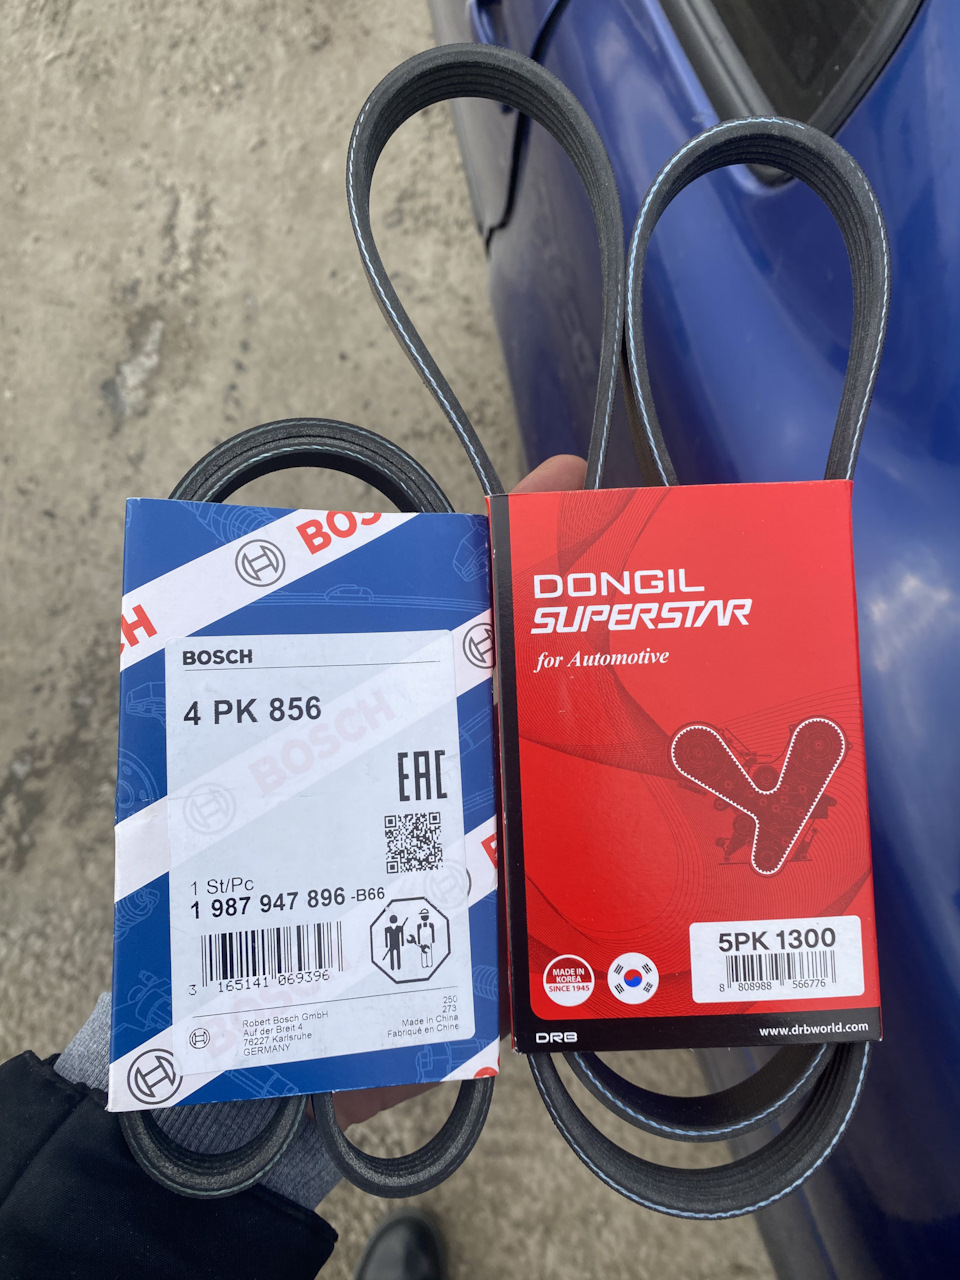 BOSCH
BOSCH
4 PK 856
EAC
1 St/Pc
1 987 947 896 -B66
3 165141 069396
250
273
Made in China
Fabriqué en Chine
Robert Bosch GmbH
Auf der Breit 4
76227 Karlsruhe
GERMANY
DONGIL
SUPERSTAR
for Automotive
5PK 1300
8 808988 566776
MADE IN
KOREA
SINCE 1945
DRB
www.drbworld.com